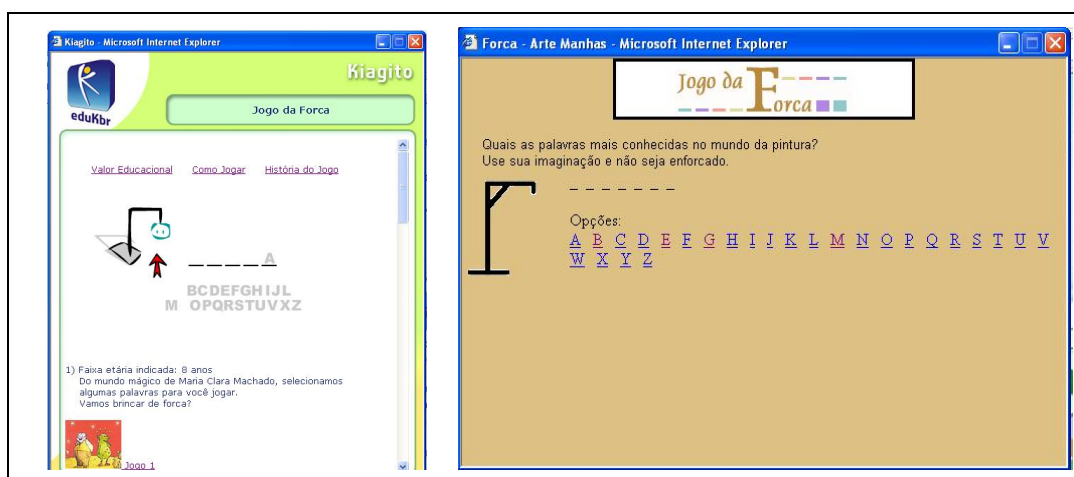 Kiagito - Microsoft Internet Explorer
Kiagito
eduKbr
Jogo da Forca
Valor Educacional Como Jogar História do Jogo
_ _ _ _ _ A
BCDEFGHIJL
M OPQRSTUVXZ
1) Faixa etária indicada: 8 anos
Do mundo mágico de Maria Clara Machado, selecionamos
algumas palavras para você jogar.
Vamos brincar de forca?
Jogo 1
Forca - Arte Manhas - Microsoft Internet Explorer
Jogo da Forca
Quais as palavras mais conhecidas no mundo da pintura?
Use sua imaginação e não seja enforcado.
_ _ _ _ _ _ _
Opções:
A B C D E F G H I J K L M N O P Q R S T U V
W X Y Z